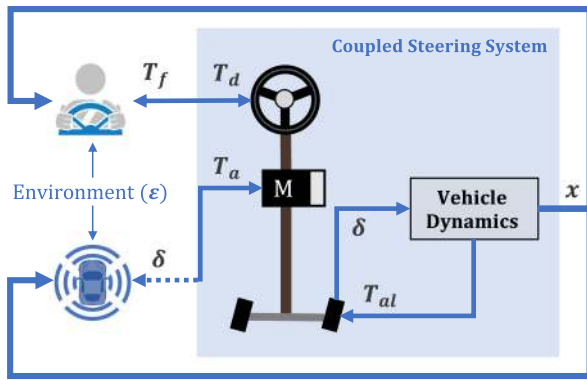 Coupled Steering System
T_f
T_d
T_a
M
Environment (ε)
δ
δ
Vehicle
Dynamics
x
T_al